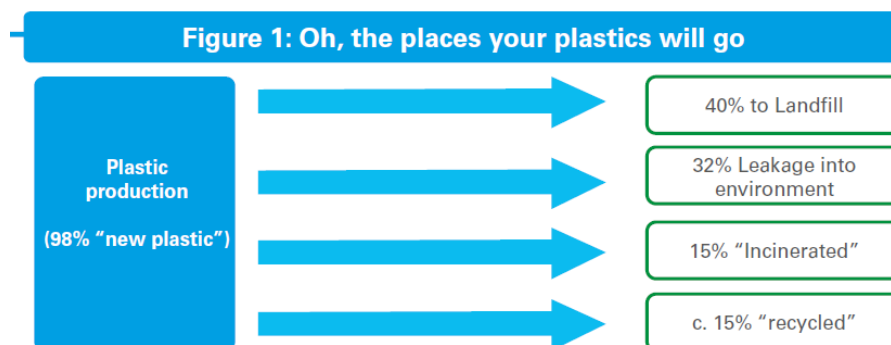 Figure 1: Oh, the places your plastics will go
Plastic
production
(98% “new plastic”)
40% to Landfill
32% Leakage into
environment
15% “Incinerated”
c. 15% “recycled”